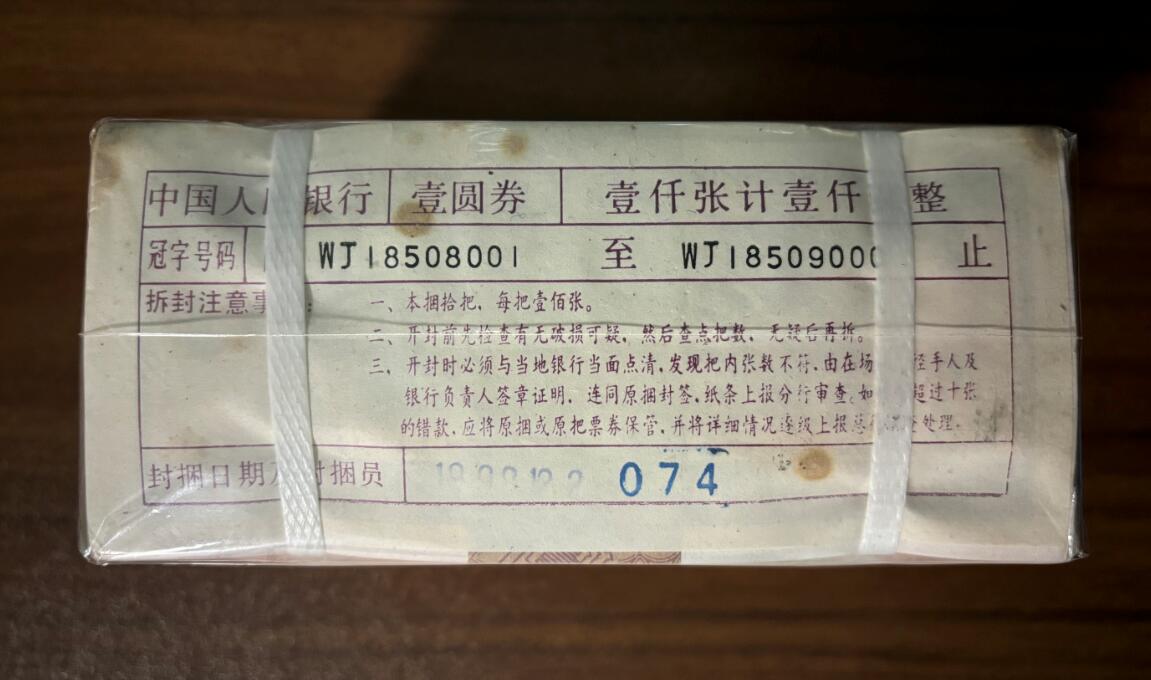 中国人 银行 壹圆券 壹仟张计壹仟 整
冠字号码 WJ18508001 至 WJ18509000 止
拆封注意事 :
一、本捆拾把，每把壹佰张。
二、开封前先检查有无破损可疑，然后查点把数，无疑后再拆。
三、开封时必须与当地银行当面点清，发现把内张数不符，由在场 经手人及
银行负责人签章证明，连同原捆封签、纸条上报分行审查。如 超过十张
的错款，应将原捆或原把票券保管，并将详细情况逐级上报总 处理。
封捆日期及封捆员 074